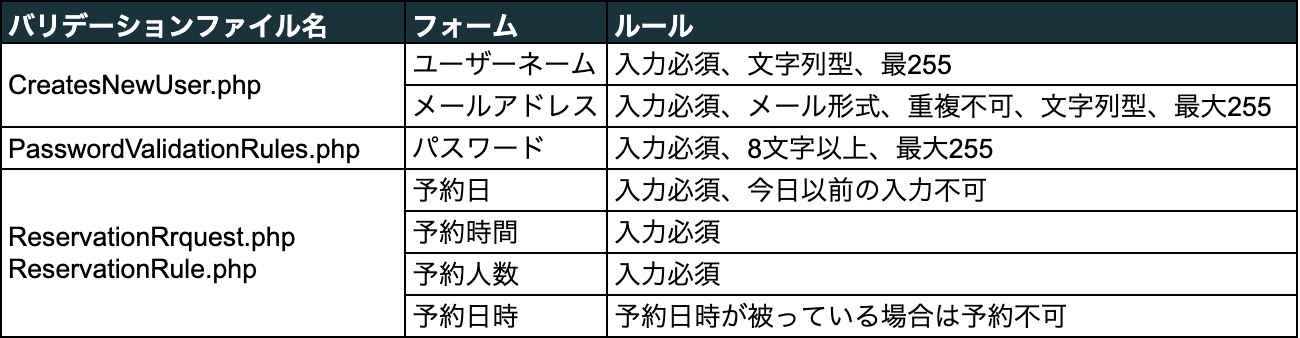 バリデーションファイル名 フォーム ルール
CreatesNewUser.php ユーザーネーム 入力必須、文字列型、最255
メールアドレス 入力必須、メール形式、重複不可、文字列型、最大255
PasswordValidationRules.php パスワード 入力必須、8文字以上、最大255
ReservationRrquest.php
ReservationRule.php
予約日 入力必須、今日以前の入力不可
予約時間 入力必須
予約人数 入力必須
予約日時 予約日時が被っている場合は予約不可